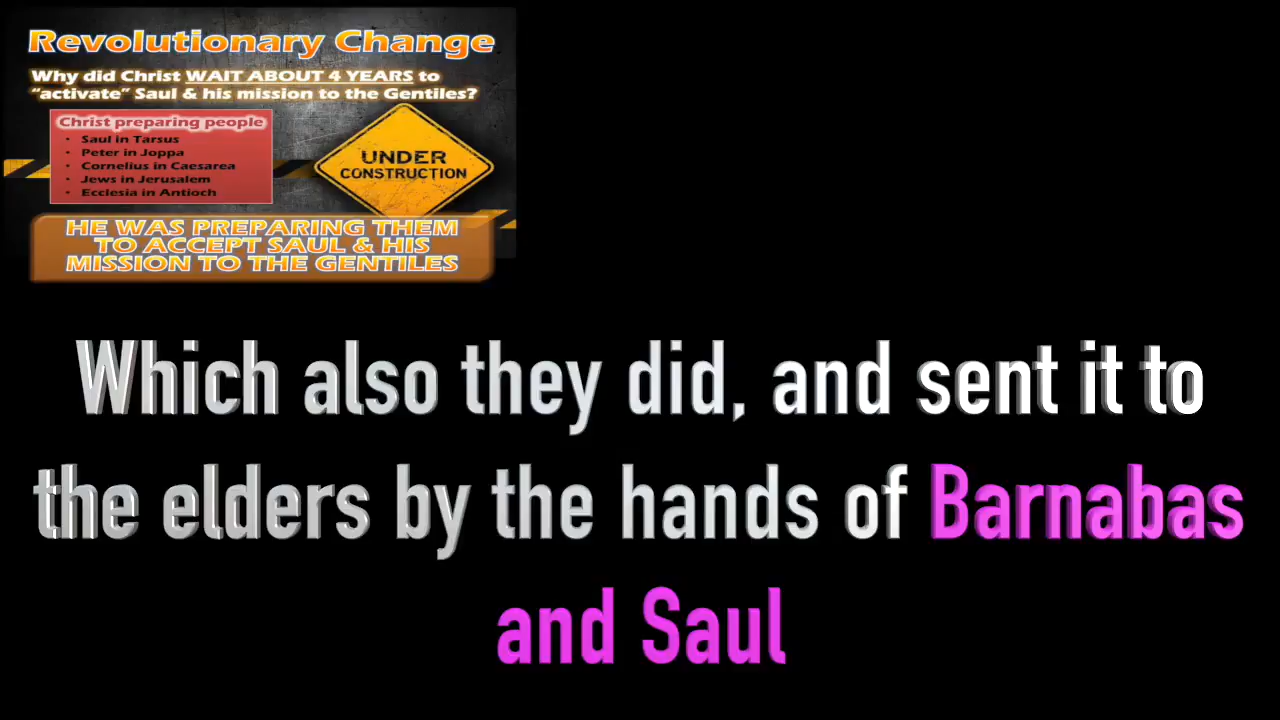 Revolutionary Change
Why did Christ WAIT ABOUT 4 YEARS to
“activate” Saul & his mission to the Gentiles?
Christ preparing people
• Saul in Tarsus
• Peter in Joppa
• Cornelius in Caesarea
• Jews in Jerusalem
• Ecclesia in Antioch
UNDER
CONSTRUCTION
HE WAS PREPARING THEM
TO ACCEPT SAUL & HIS
MISSION TO THE GENTILES
Which also they did, and sent it to
the elders by the hands of Barnabas
and Saul